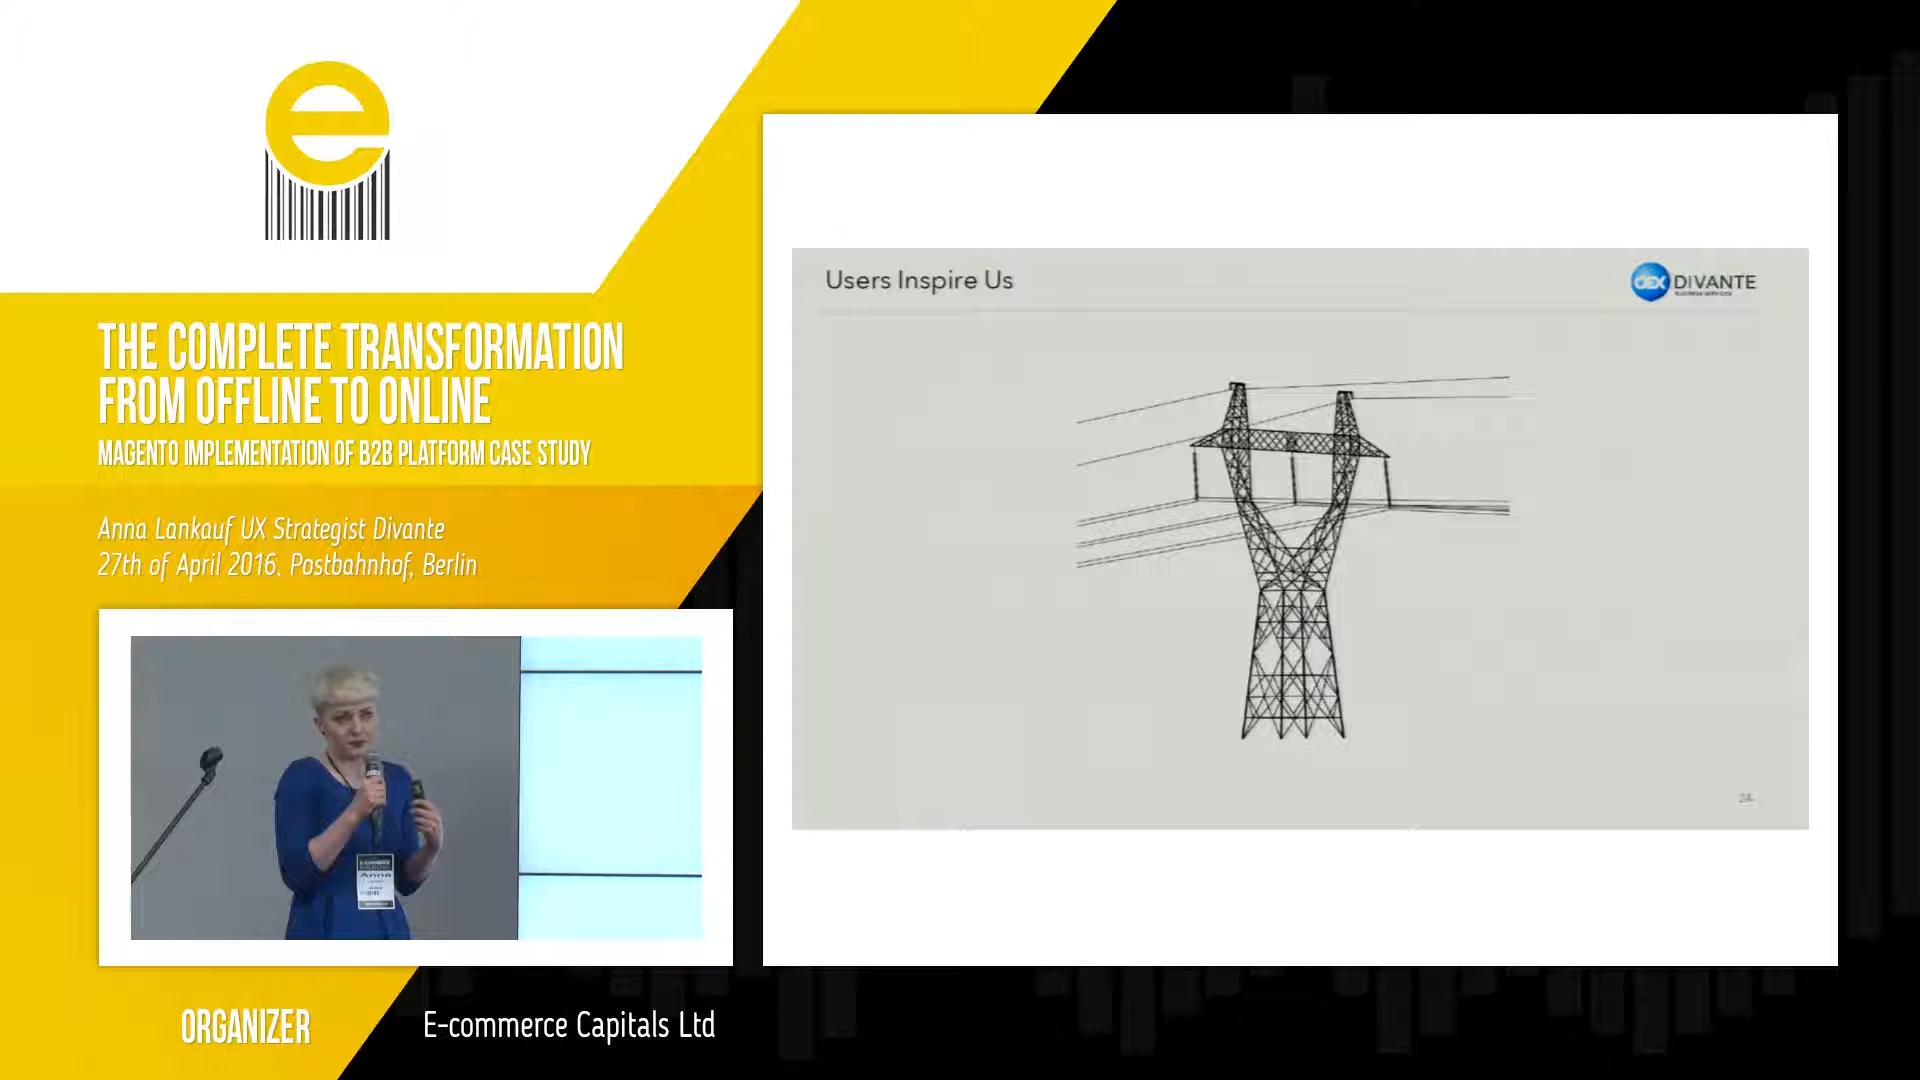 THE COMPLETE TRANSFORMATION
FROM OFFLINE TO ONLINE
MAGENTO IMPLEMENTATION OF B2B PLATFORM CASE STUDY
Anna Lankauf UX Strategist Divante
27th of April 2016, Postbahnhof, Berlin
Anna
ORGANIZER
E-commerce Capitals Ltd
Users Inspire Us
DIVANTE